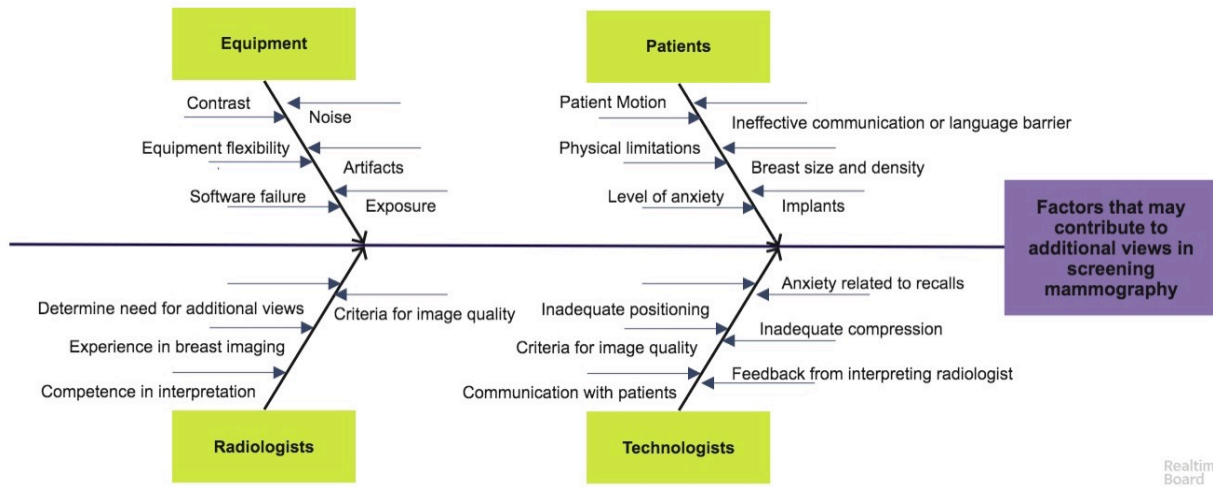 Equipment
Patients
Contrast
Noise
Equipment flexibility
Artifacts
Software failure
Exposure
Patient Motion
Ineffective communication or language barrier
Physical limitations
Breast size and density
Level of anxiety
Implants
Factors that may
contribute to
additional views in
screening
mammography
Determine need for additional views
Criteria for image quality
Experience in breast imaging
Competence in interpretation
Anxiety related to recalls
Inadequate positioning
Inadequate compression
Criteria for image quality
Feedback from interpreting radiologist
Communication with patients
Radiologists
Technologists
Realtim
Board